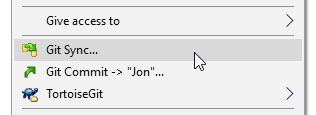 Give access to
Git Sync...
Git Commit -> "Jon"...
TortoiseGit